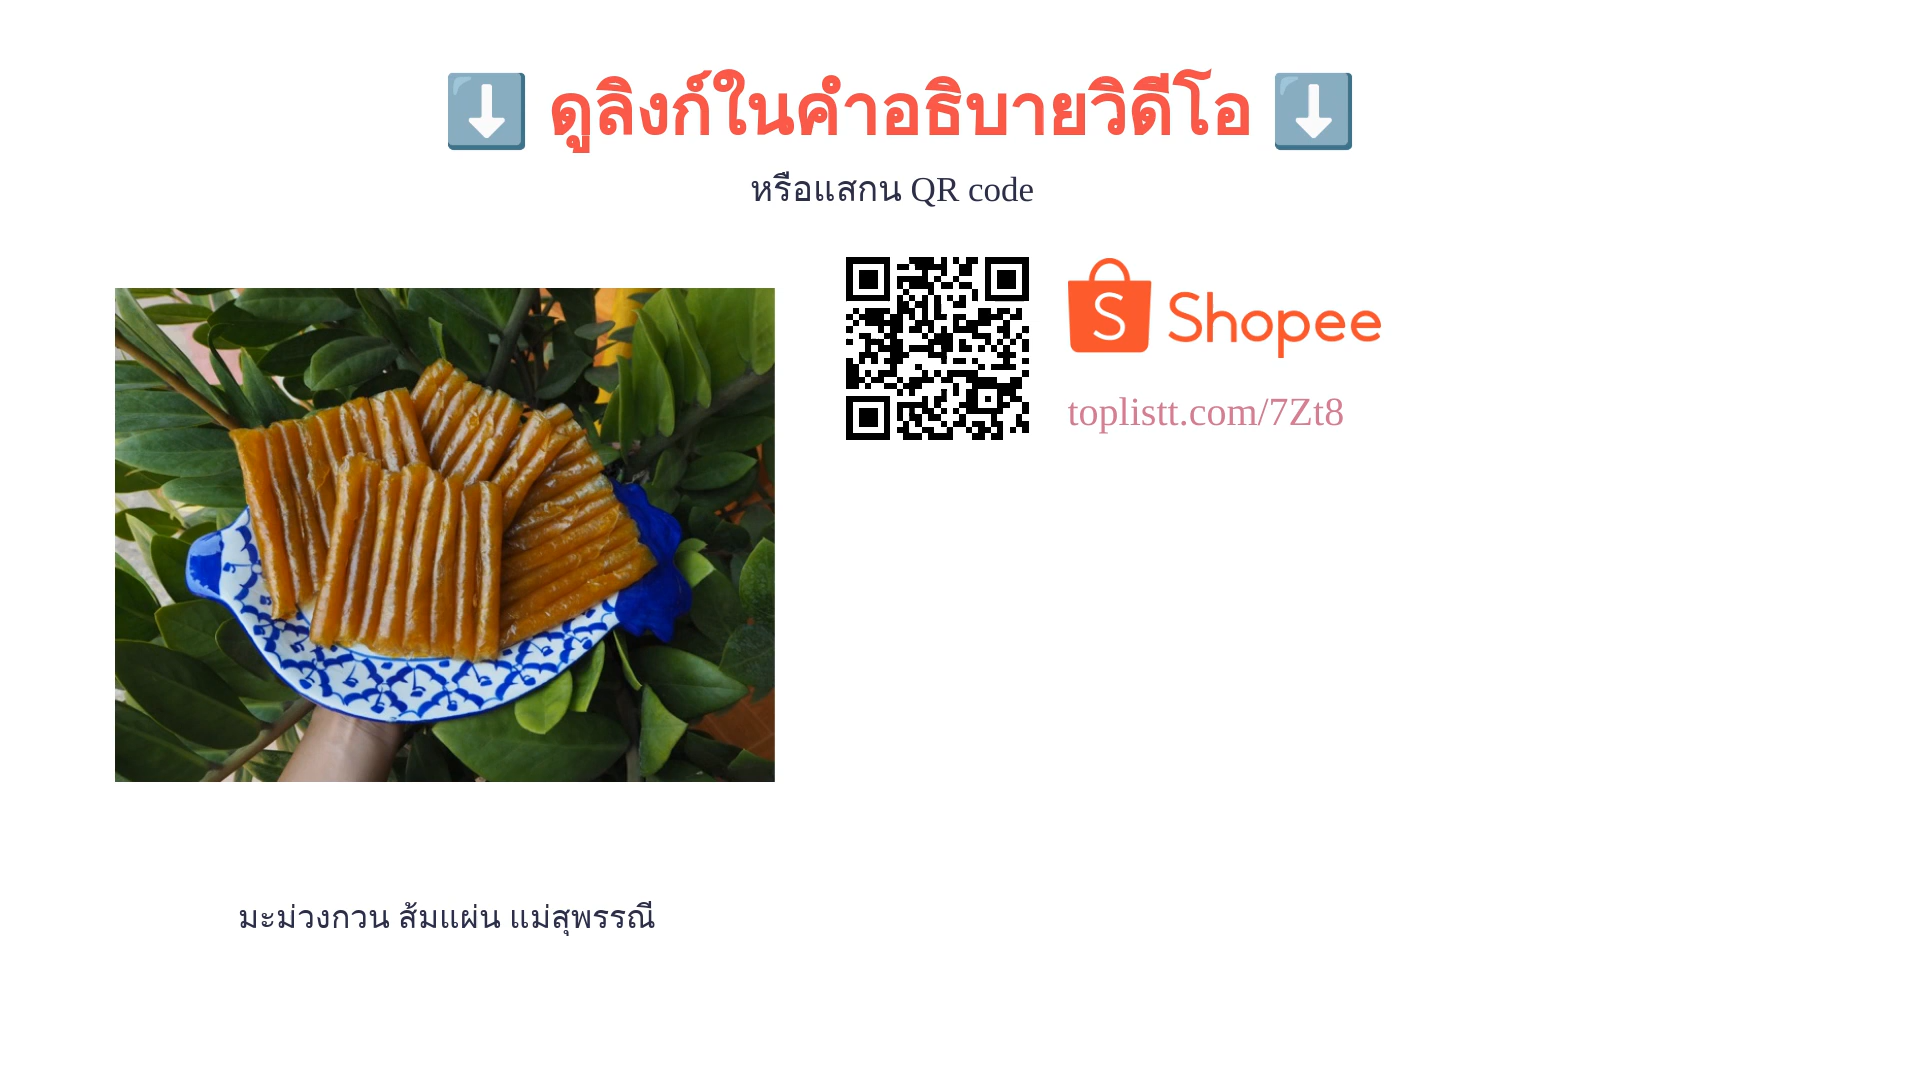 ⬇️ ดูลิงก์ในคำอธิบายวิดีโอ ⬇️
หรือแสกน QR code
Shopee
toplistt.com/7Zt8
มะม่วงกวน ส้มแผ่น แม่สุพรรณี